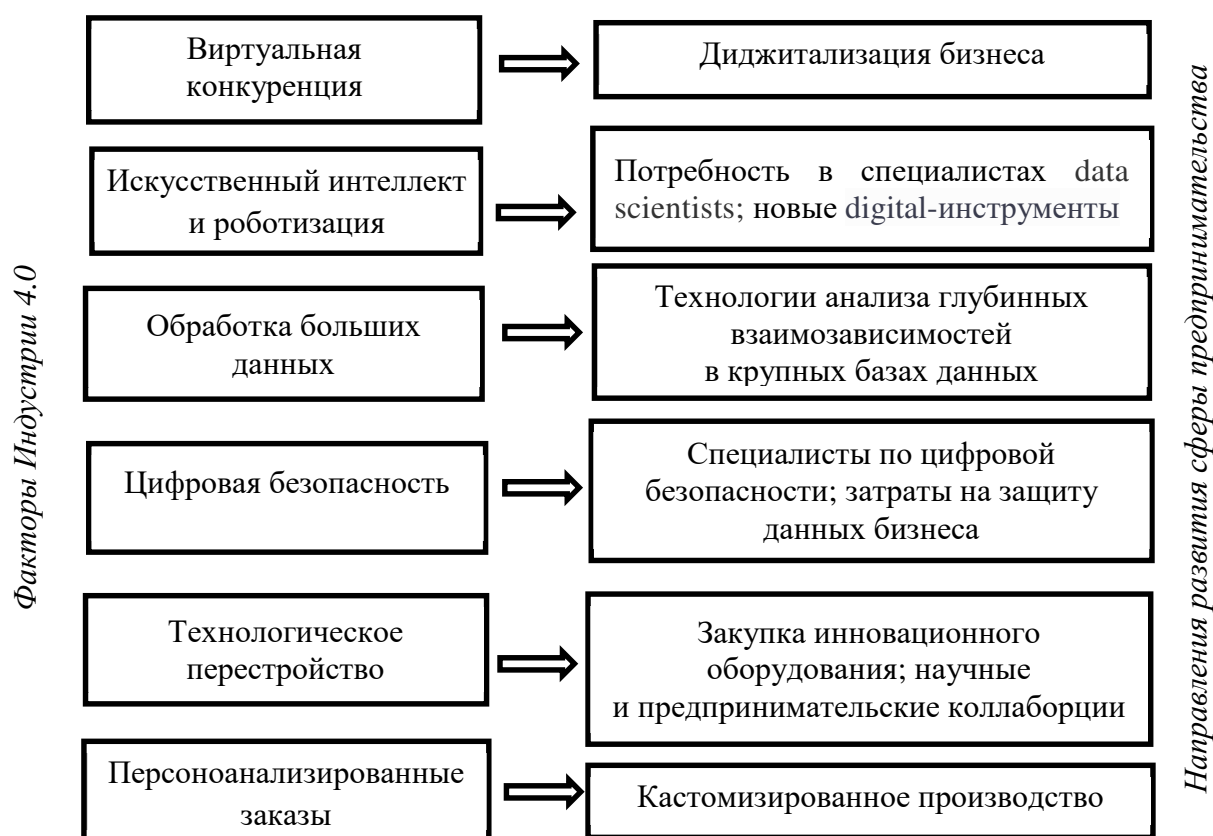 Факторы Индустрии 4.0
Виртуальная
конкуренция
Диджитализация бизнеса
Искусственный интеллект
и роботизация
Потребность в специалистах data
scientists; новые digital-инструменты
Обработка больших
данных
Технологии анализа глубинных
взаимозависимостей
в крупных базах данных
Цифровая безопасность
Специалисты по цифровой
безопасности; затраты на защиту
данных бизнеса
Технологическое
перестройство
Закупка инновационного
оборудования; научные
и предпринимательские коллаборции
Персоноанализированные
заказы
Кастомизированное производство
Направления развития сферы предпринимательства